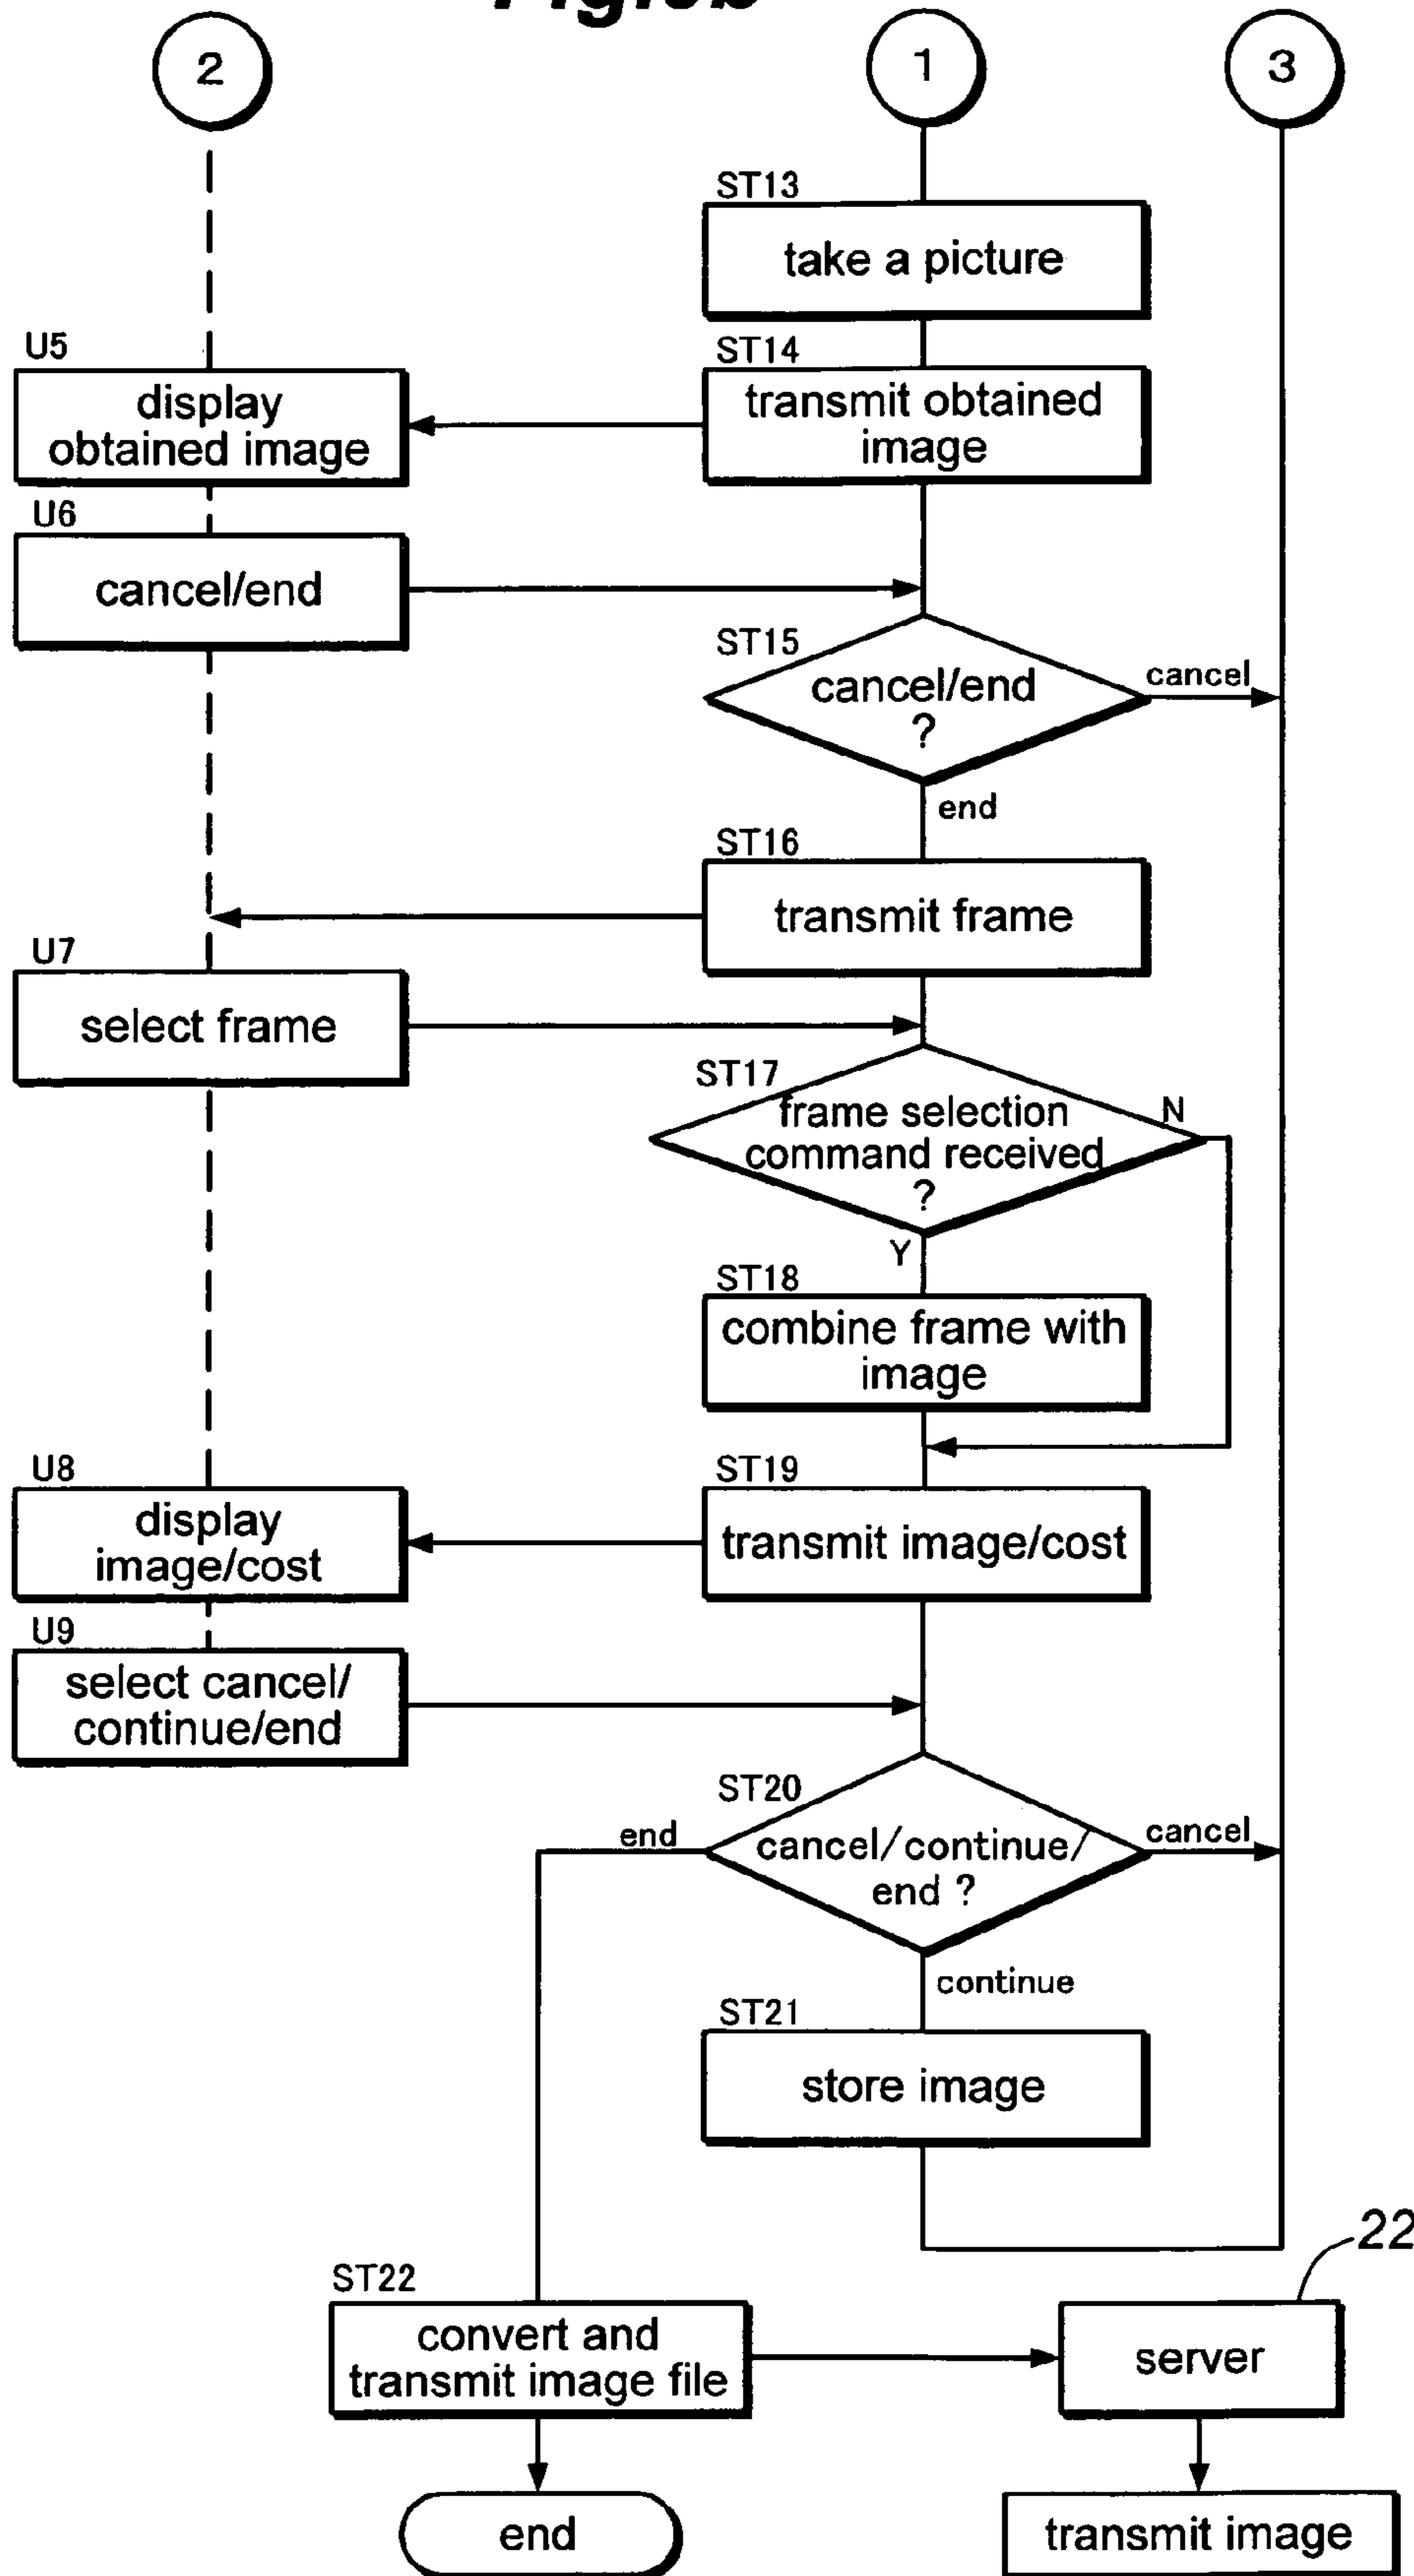 2
1
3
ST13
take a picture
U5
display
obtained image
ST14
transmit obtained
image
U6
cancel/end
ST15
cancel/end
?
cancel
end
ST16
transmit frame
U7
select frame
ST17
frame selection
command received
?
N
Y
ST18
combine frame with
image
U8
display
image/cost
ST19
transmit image/cost
U9
select cancel/
continue/end
ST20
cancel/continue/
end ?
end
cancel
continue
ST21
store image
22
ST22
convert and
transmit image file
server
end
transmit image